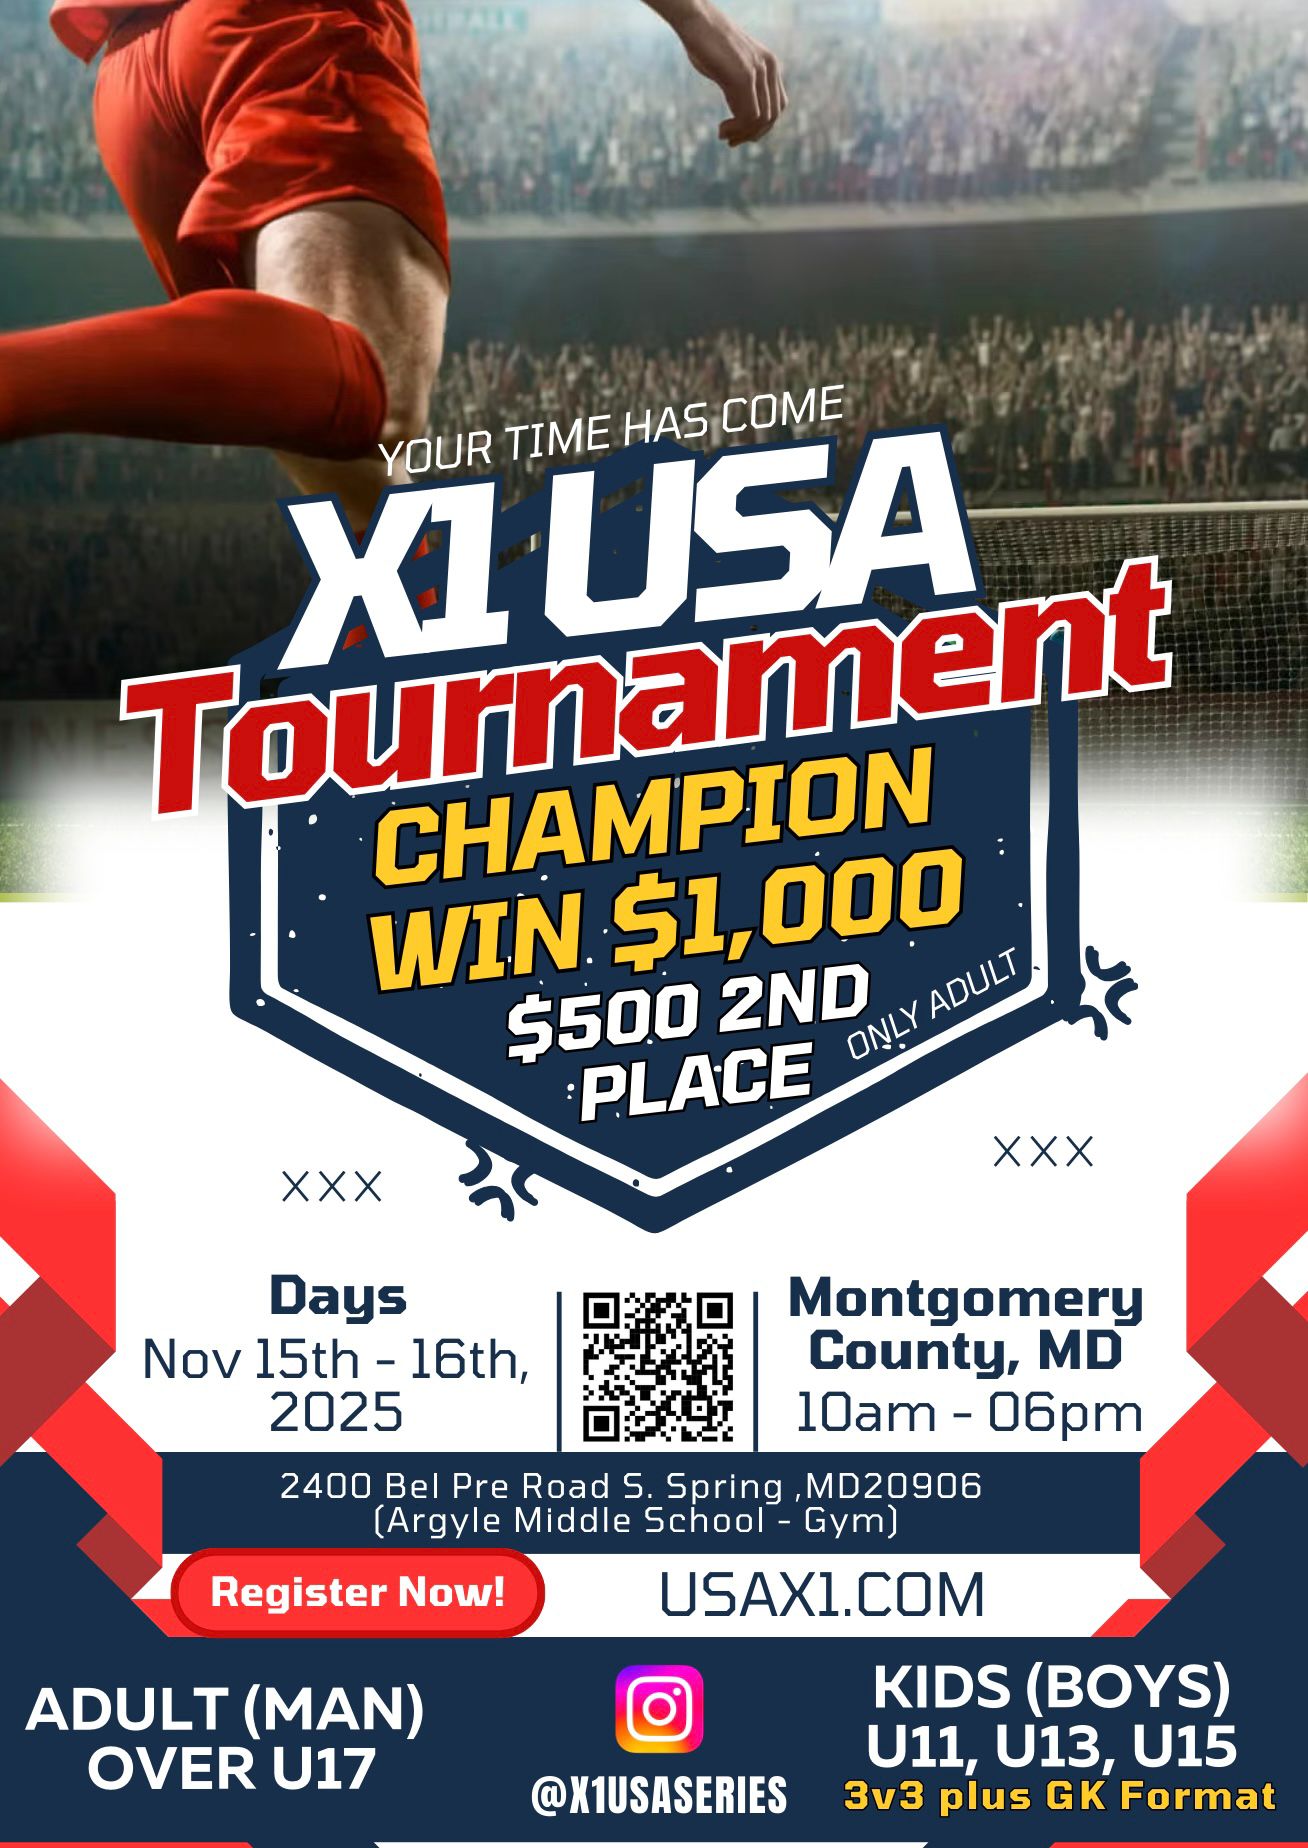 YOUR TIME HAS COME
X1 USA
Tournament
CHAMPION
WIN $1,000
$500 2ND
PLACE
ONLY ADULT
XXX
XXX
Days
Nov 15th - 16th,
2025
Montgomery
County, MD
10am - 06pm
2400 Bel Pre Road S. Spring ,MD20906
(Argyle Middle School - Gym)
Register Now!
USAX1.COM
ADULT (MAN)
OVER U17
@X1USASERIES
KIDS (BOYS)
U11, U13, U15
3v3 plus GK Format